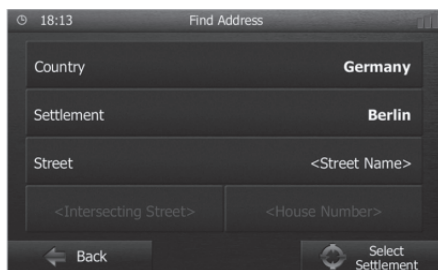 18:13 Find Address
Country Germany
Settlement Berlin
Street <Street Name>
<Intersecting Street> <House Number>
Back Select
Settlement